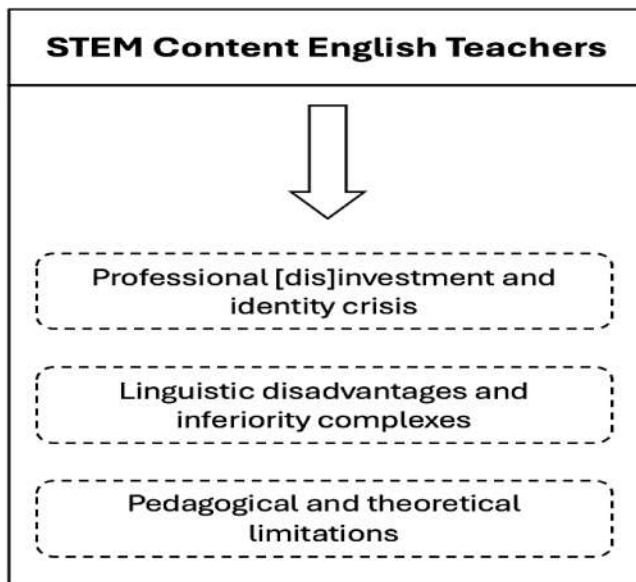 STEM Content English Teachers
Professional [dis]investment and
identity crisis
Linguistic disadvantages and
inferiority complexes
Pedagogical and theoretical
limitations